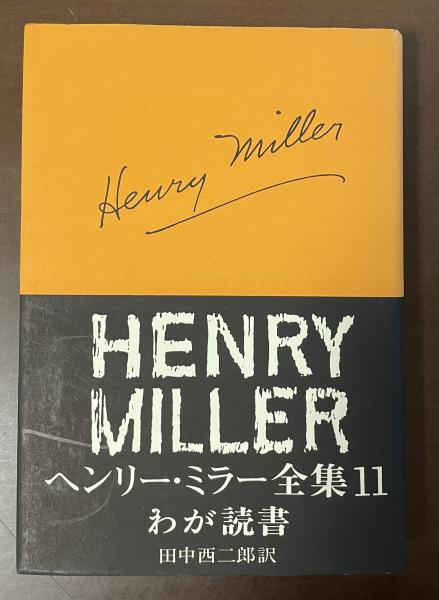 Henry Miller
HENRY
MILLER
ヘンリー・ミラー全集11
わが読書
田中西二郎訳